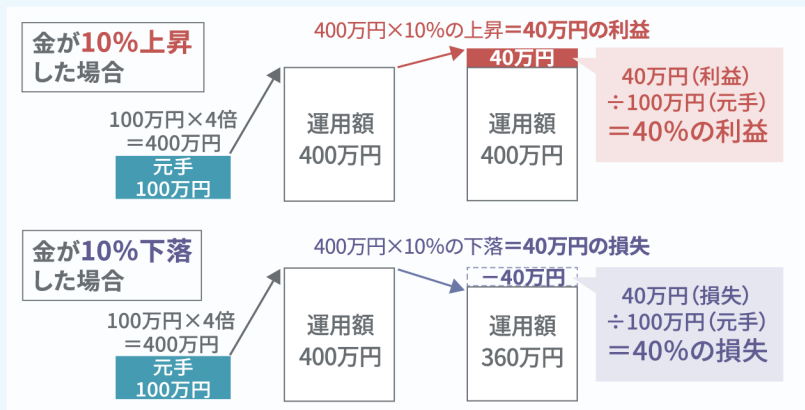 金が10%上昇
した場合
400万円×10%の上昇＝40万円の利益
100万円×4倍
＝400万円
元手
100万円
運用額
400万円
40万円
運用額
400万円
40万円（利益）
÷100万円（元手）
＝40%の利益
金が10%下落
した場合
400万円×10%の下落＝40万円の損失
100万円×4倍
＝400万円
元手
100万円
運用額
400万円
－40万円
運用額
360万円
40万円（損失）
÷100万円（元手）
＝40%の損失